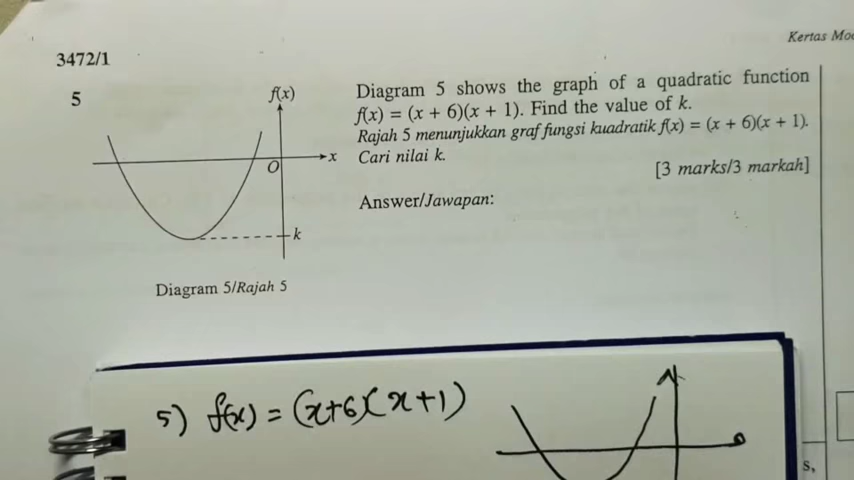 Kertas Mod
3472/1
5
f(x)
x
O
k
Diagram 5/Rajah 5
Diagram 5 shows the graph of a quadratic function
f(x) = (x + 6)(x + 1). Find the value of k.
Rajah 5 menunjukkan graf fungsi kuadratik f(x) = (x + 6)(x + 1).
Cari nilai k.
[3 marks/3 markah]
Answer/Jawapan:
5) f(x) = (x+6)(x+1)
s,